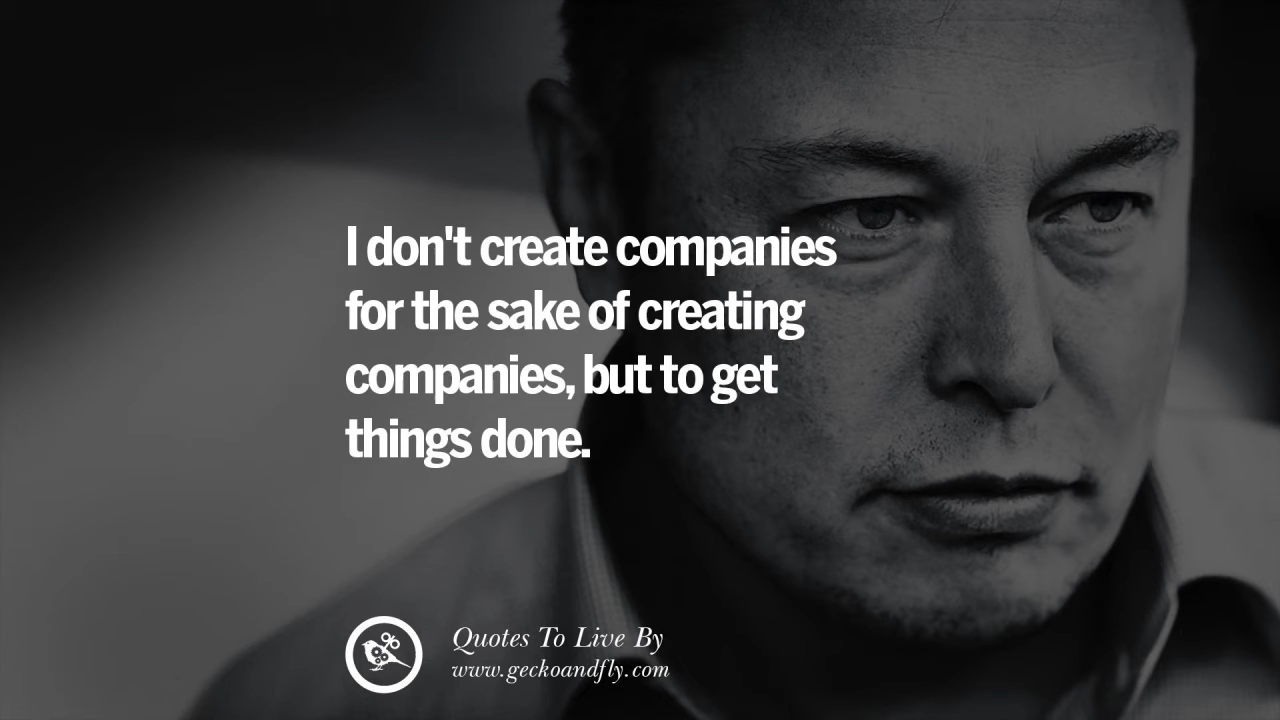 I don't create companies
for the sake of creating
companies, but to get
things done.
Quotes To Live By
www.geckoandfly.com